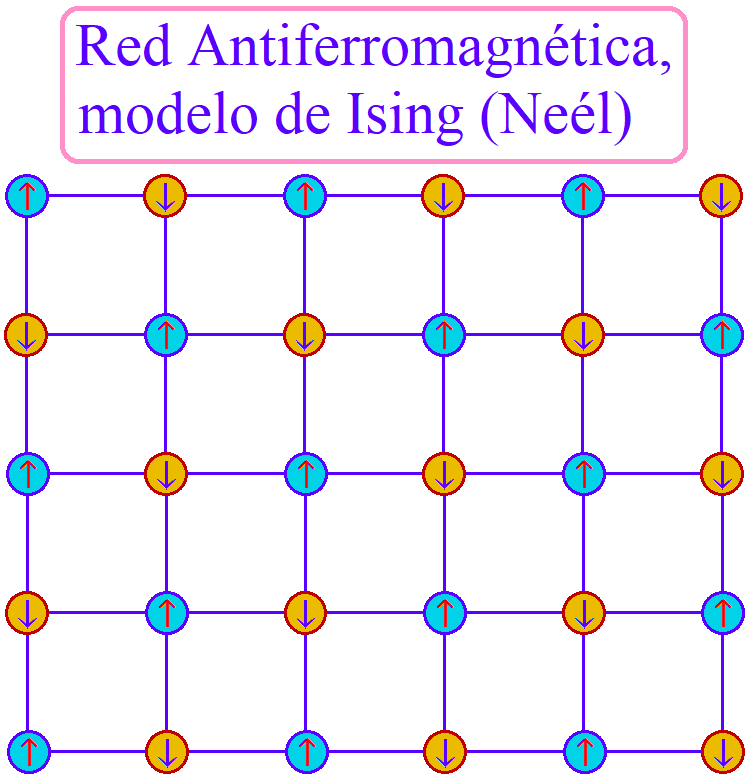 Red Antiferromagnética,
modelo de Ising (Neél)
↑ ↓ ↑ ↓ ↑ ↓
↓ ↑ ↓ ↑ ↓ ↑
↑ ↓ ↑ ↓ ↑ ↓
↓ ↑ ↓ ↑ ↓ ↑
↑ ↓ ↑ ↓ ↑ ↓